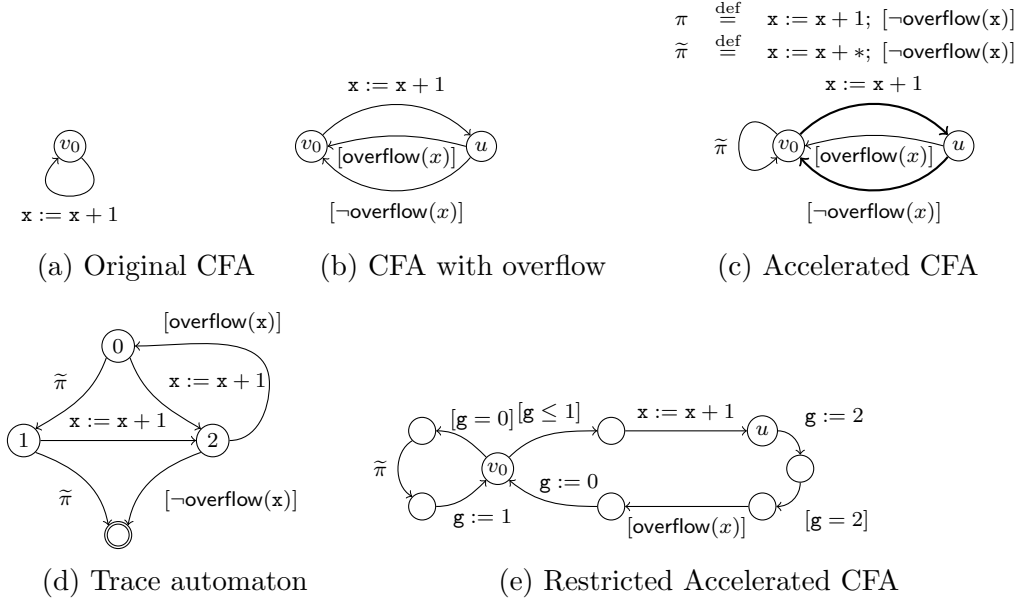 π def= x := x + 1; [¬overflow(x)]
π̃ def= x := x + ∗; [¬overflow(x)]
v₀
x := x + 1
(a) Original CFA
x := x + 1
v₀
[overflow(x)]
u
[¬overflow(x)]
(b) CFA with overflow
x := x + 1
π̃
v₀
[overflow(x)]
u
[¬overflow(x)]
(c) Accelerated CFA
[overflow(x)]
0
π̃
x := x + 1
x := x + 1
1
2
π̃
[¬overflow(x)]
(d) Trace automaton
[g = 0]
[g ≤ 1]
x := x + 1
u
g := 2
π̃
v₀
g := 0
g := 1
[overflow(x)]
[g = 2]
(e) Restricted Accelerated CFA